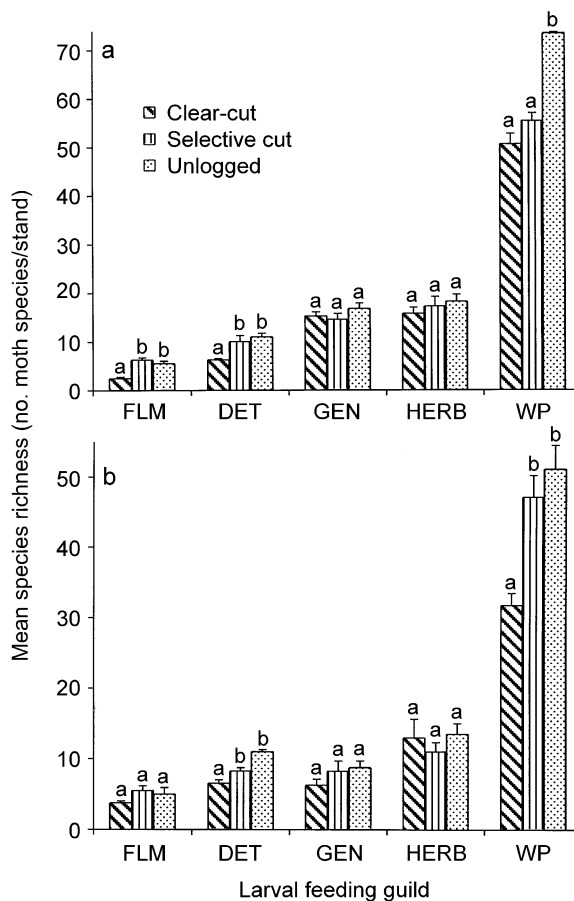 Mean species richness (no. moth species/stand)
a
Clear-cut
Selective cut
Unlogged
70
60
50
40
30
20
10
0
a b b
a b b
a a a
a a a
a a b
FLM DET GEN HERB WP
b
50
40
30
20
10
0
a a a
a b b
a a a
a a a
a b b
FLM DET GEN HERB WP
Larval feeding guild